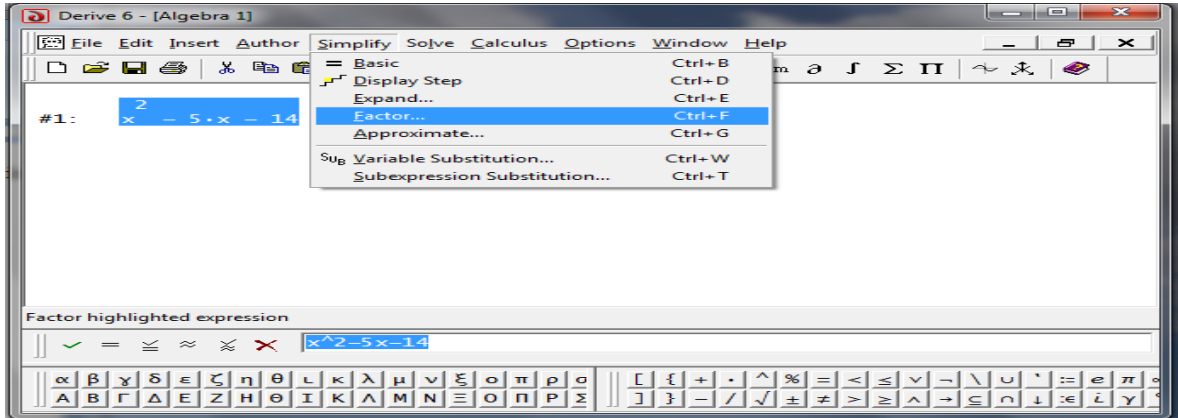 Derive 6 - [Algebra 1]
File Edit Insert Author Simplify Solve Calculus Options Window Help
= Basic Ctrl+B
m ∂ ∫ Σ Π
Display Step Ctrl+D
Expand... Ctrl+E
2
#1: x - 5·x - 14
Factor... Ctrl+F
Approximate... Ctrl+G
SUB Variable Substitution... Ctrl+W
Subexpression Substitution... Ctrl+T
Factor highlighted expression
= ≈ x^2-5x-14
α β γ δ ε ζ η θ ι κ λ μ ν ξ ο π ρ σ [ { + · ^ % = < ≤ ∨ ¬ \ ∪ ` := e π
Α Β Γ Δ Ε Ζ Η Θ Ι Κ Λ Μ Ν Ξ Ο Π Ρ Σ ] } − / √ ± ≠ > ≥ ∧ → ⊆ ∩ ↓ :∈ i γ